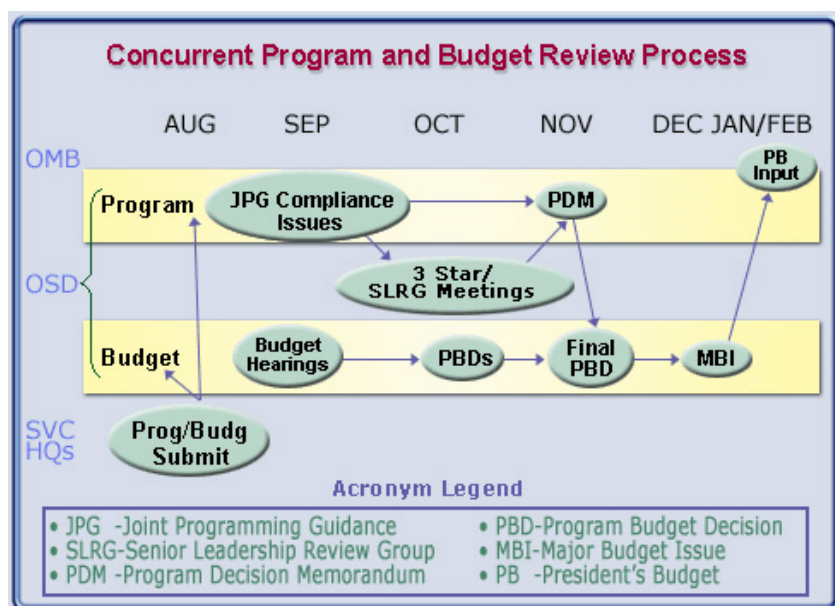 Concurrent Program and Budget Review Process
AUG SEP OCT NOV DEC JAN/FEB
OMB
PB
Input
Program
JPG Compliance
Issues
PDM
OSD
3 Star/
SLRG Meetings
Budget
Budget
Hearings
PBDs
Final
PBD
MBI
SVC
HQs
Prog/Budg
Submit
Acronym Legend
• JPG -Joint Programming Guidance
• SLRG-Senior Leadership Review Group
• PDM -Program Decision Memorandum
• PBD-Program Budget Decision
• MBI-Major Budget Issue
• PB -President's Budget